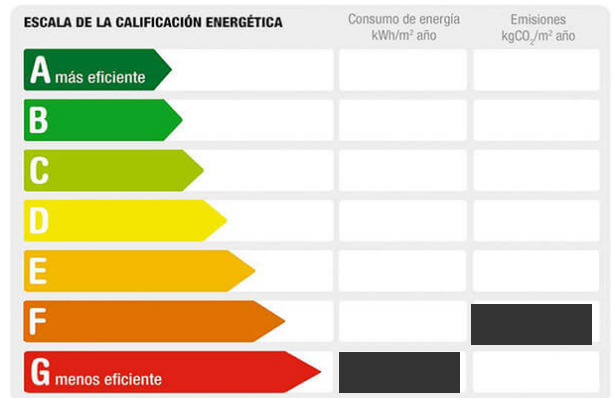 ESCALA DE LA CALIFICACIÓN ENERGÉTICA
Consumo de energía
kWh/m² año
Emisiones
kgCO₂/m² año
A más eficiente
B
C
D
E
F
G menos eficiente